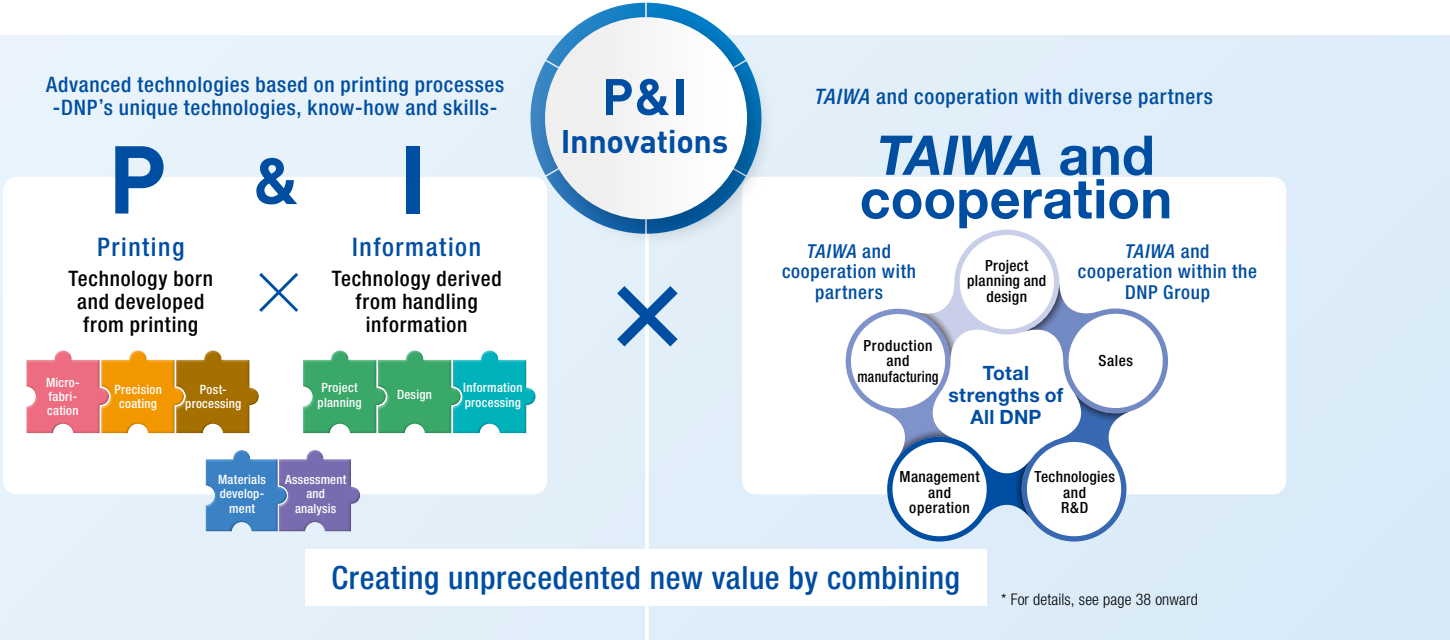 P&I
Innovations
Advanced technologies based on printing processes
-DNP's unique technologies, know-how and skills-
P & I
Printing
Technology born
and developed
from printing
×
Information
Technology derived
from handling
information
Micro-
fabri-
cation
Precision
coating
Post-
processing
Project
planning
Design
Information
processing
Materials
develop-
ment
Assessment
and
analysis
×
TAIWA and cooperation with diverse partners
TAIWA and
cooperation
TAIWA and
cooperation with
partners
TAIWA and
cooperation within the
DNP Group
Project
planning and
design
Production
and
manufacturing
Sales
Total
strengths of
All DNP
Management
and
operation
Technologies
and
R&D
Creating unprecedented new value by combining
* For details, see page 38 onward